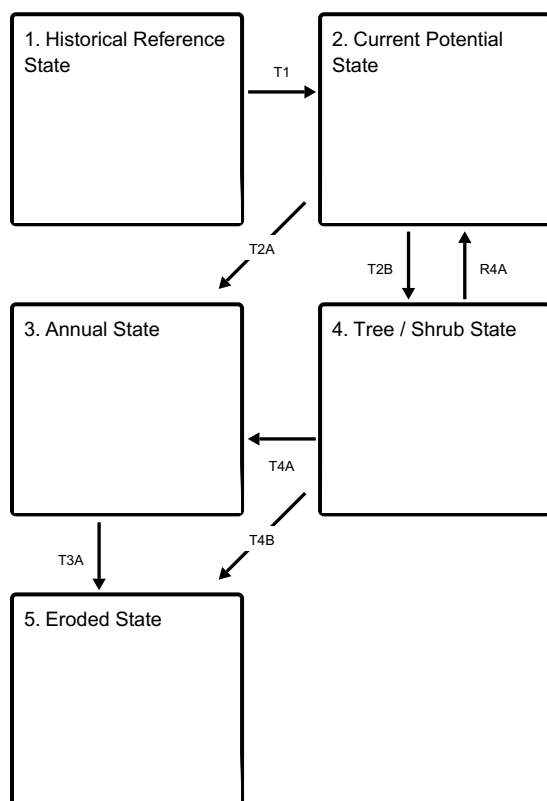 1. Historical Reference
State
T1
2. Current Potential
State
T2A
T2B
R4A
3. Annual State
4. Tree / Shrub State
T4A
T4B
T3A
5. Eroded State